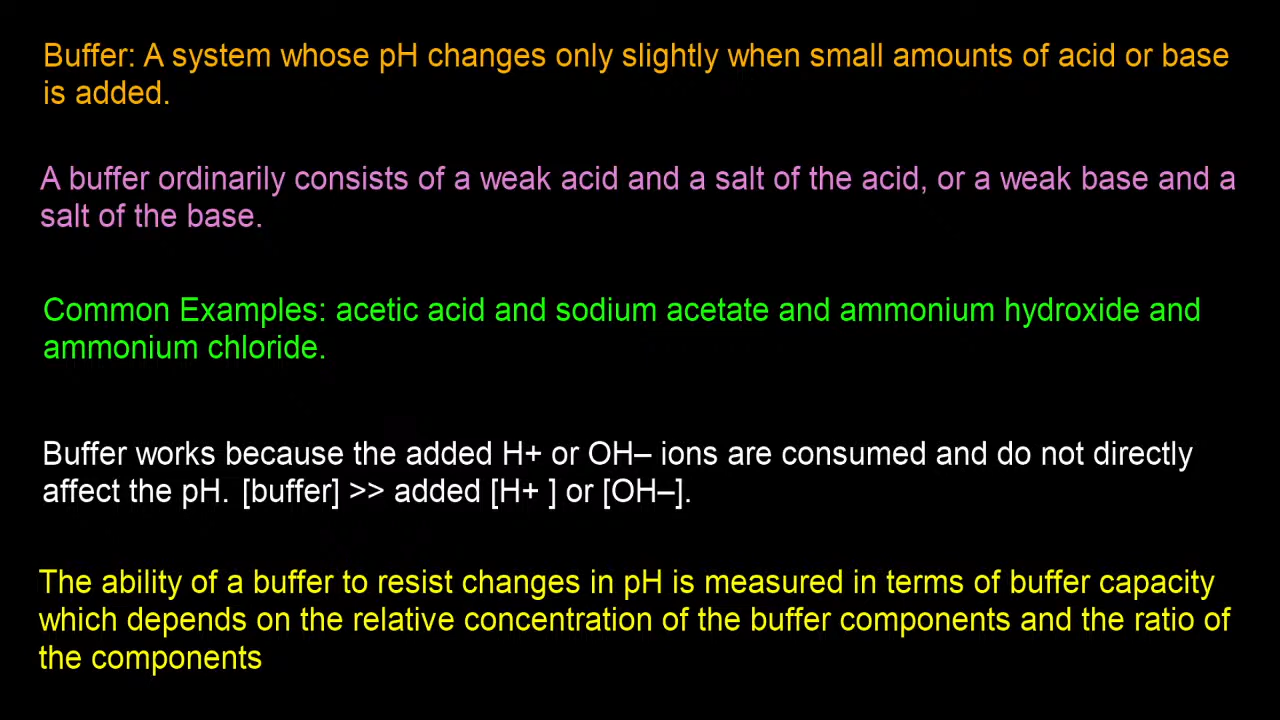 Buffer: A system whose pH changes only slightly when small amounts of acid or base
is added.
A buffer ordinarily consists of a weak acid and a salt of the acid, or a weak base and a
salt of the base.
Common Examples: acetic acid and sodium acetate and ammonium hydroxide and
ammonium chloride.
Buffer works because the added H+ or OH– ions are consumed and do not directly
affect the pH. [buffer] >> added [H+ ] or [OH–].
The ability of a buffer to resist changes in pH is measured in terms of buffer capacity
which depends on the relative concentration of the buffer components and the ratio of
the components